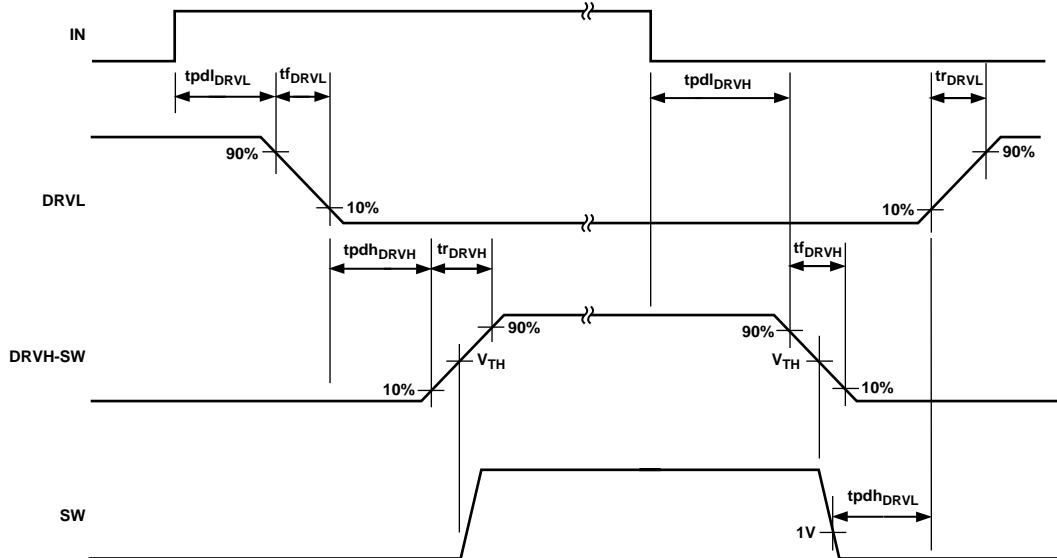 IN
tpdlDRVL
tfDRVL
tpdlDRVH
trDRVL
90%
90%
DRVL
10%
10%
tpdhDRVH
trDRVH
tfDRVH
90%
90%
DRVH-SW
VTH
VTH
10%
10%
tpdhDRVL
SW
1V